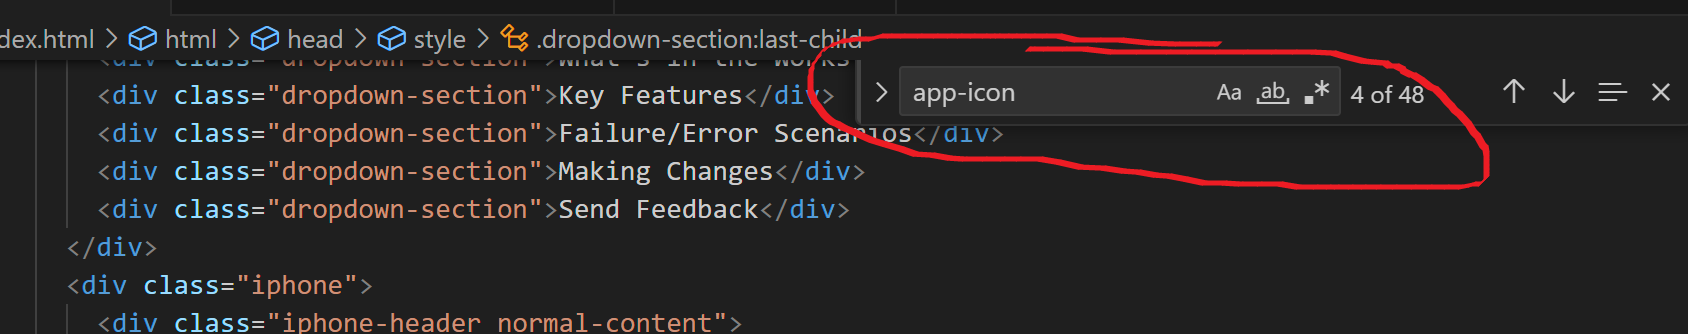 dex.html > html > head > style > .dropdown-section:last-child
<div class="dropdown-section">What's in the Works
<div class="dropdown-section">Key Features</div>
app-icon Aa ab .* 4 of 48
<div class="dropdown-section">Failure/Error Scenarios</div>
<div class="dropdown-section">Making Changes</div>
<div class="dropdown-section">Send Feedback</div>
</div>
<div class="iphone">
<div class="iphone-header normal-content">